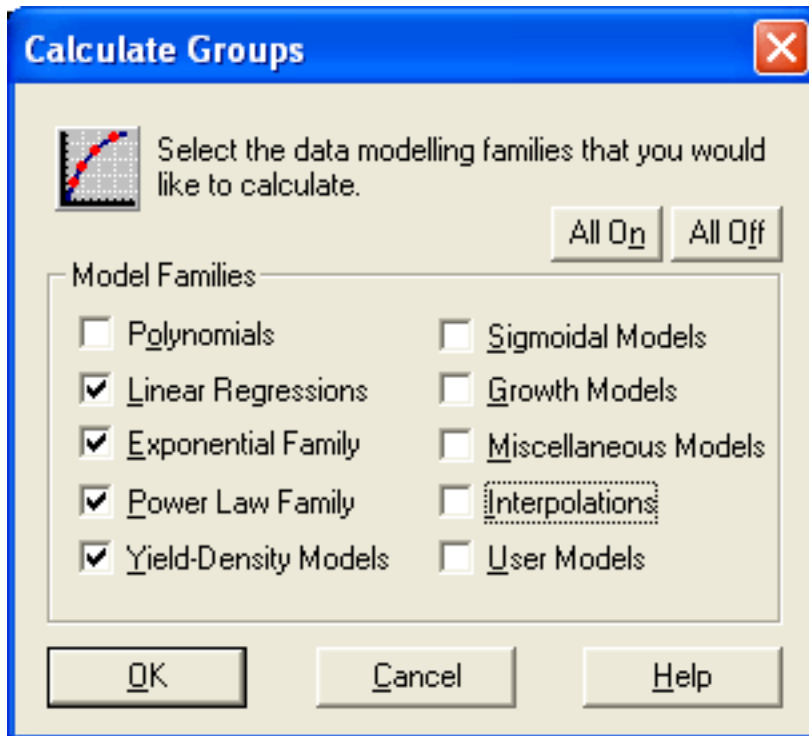 Calculate Groups
Select the data modelling families that you would
like to calculate.
All On
All Off
Model Families
Polynomials
Linear Regressions
Exponential Family
Power Law Family
Yield-Density Models
Sigmoidal Models
Growth Models
Miscellaneous Models
Interpolations
User Models
OK
Cancel
Help